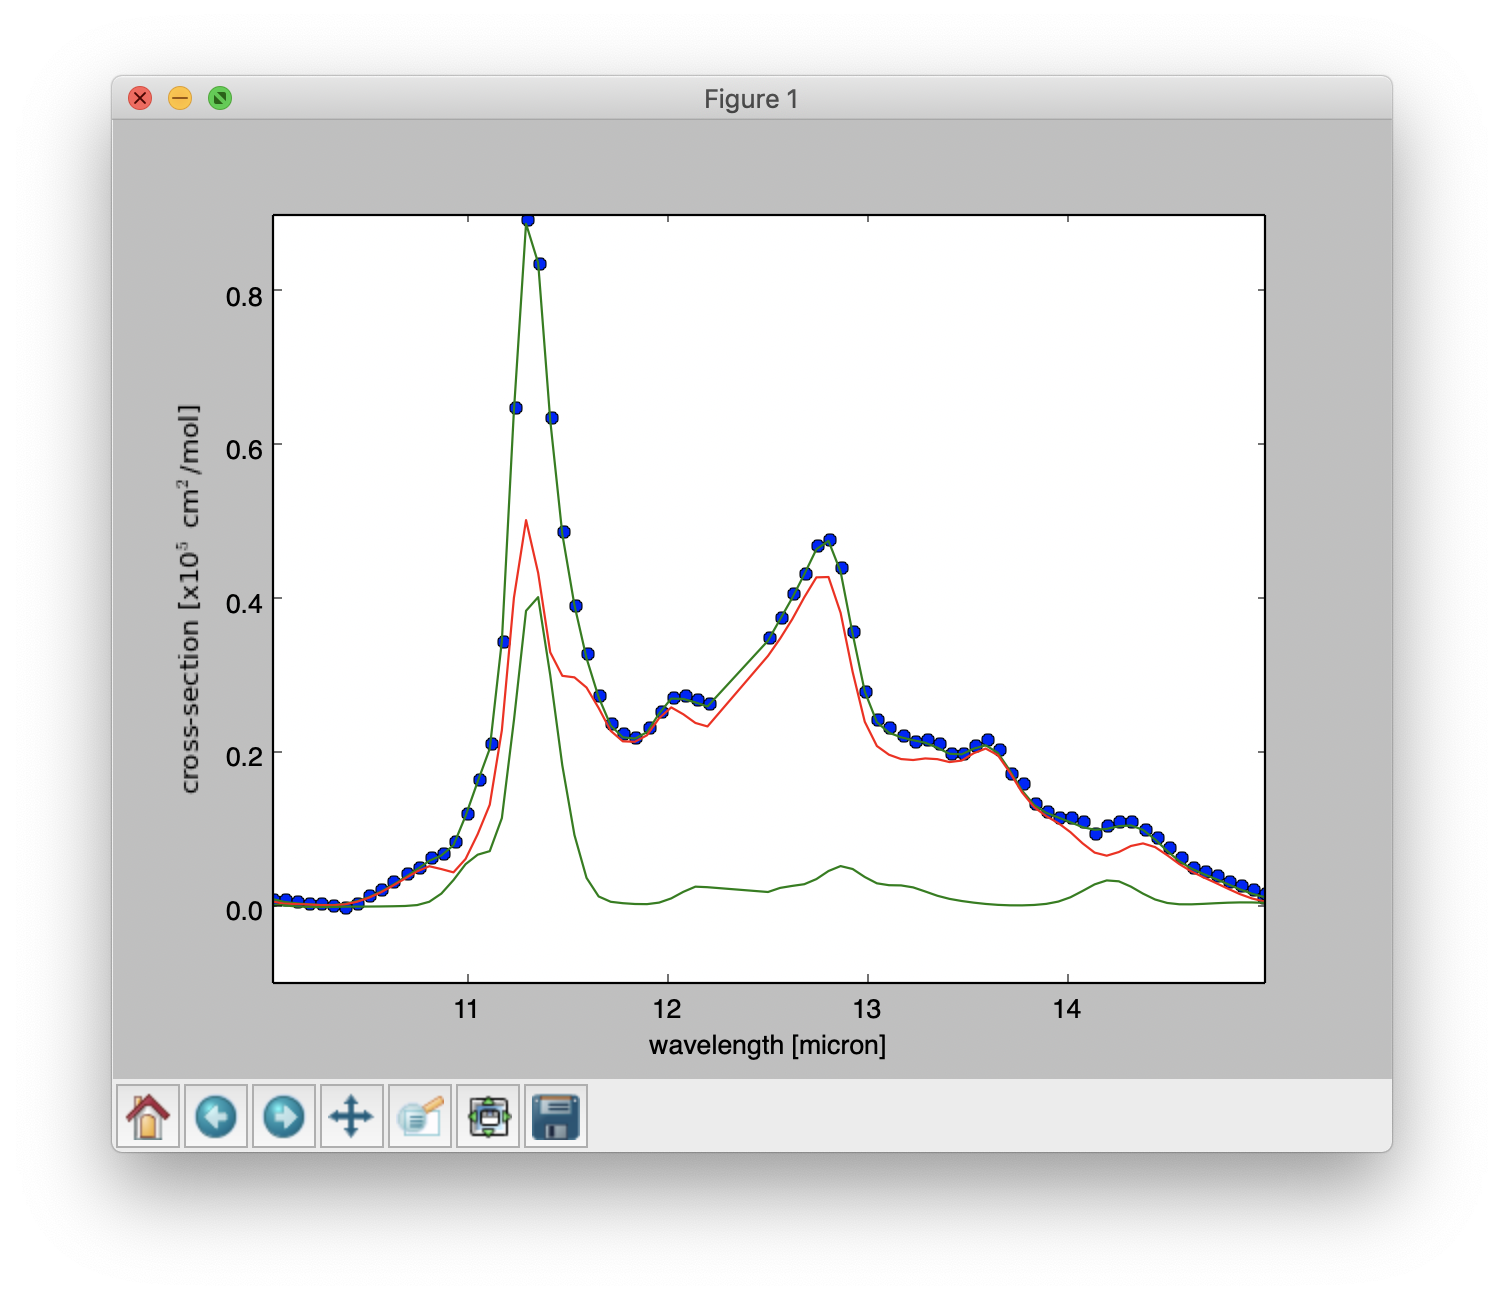 Figure 1
cross-section [x10⁵ cm²/mol]
0.8
0.6
0.4
0.2
0.0
11 12 13 14
wavelength [micron]